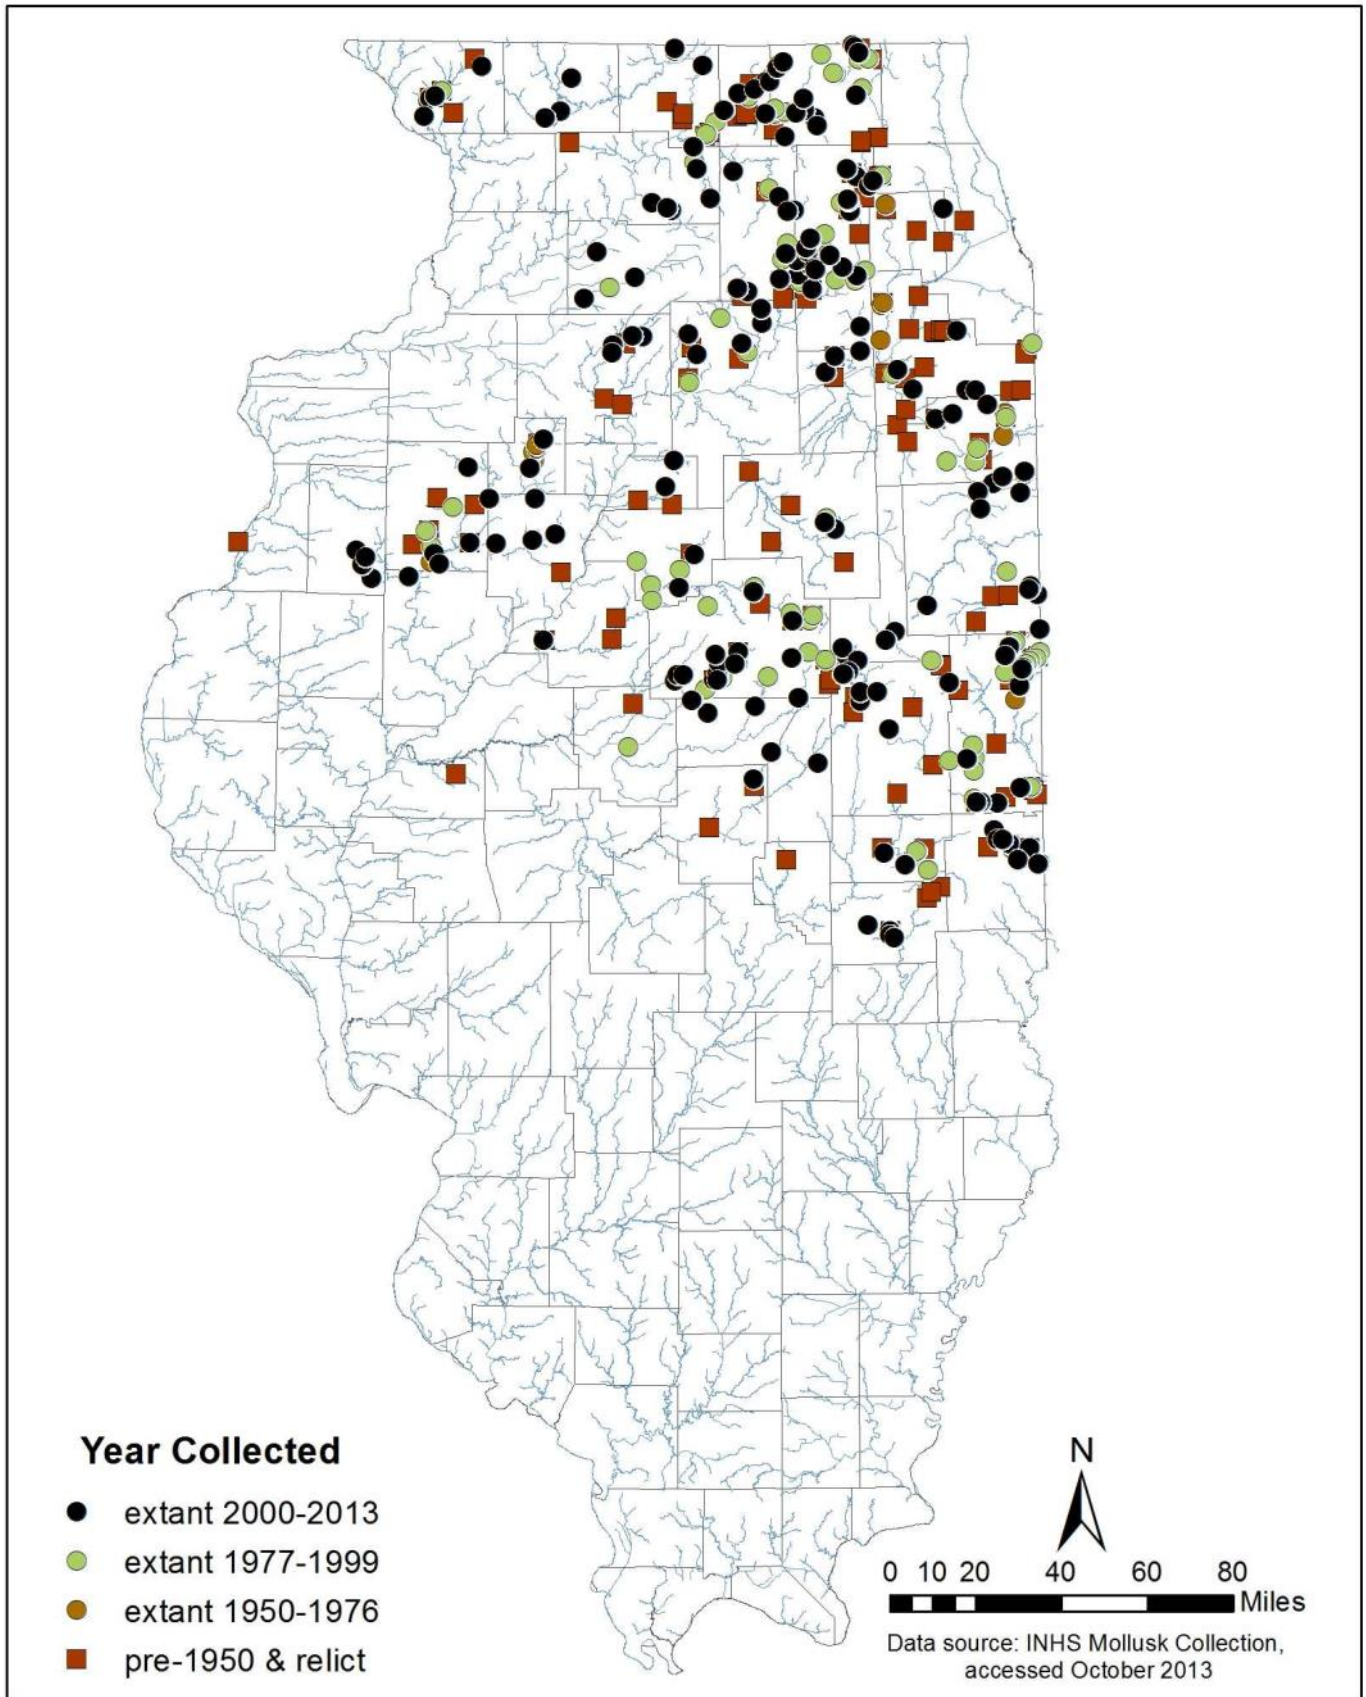 Year Collected
extant 2000-2013
extant 1977-1999
extant 1950-1976
pre-1950 & relict
N
0 10 20 40 60 80
Miles
Data source: INHS Mollusk Collection,
accessed October 2013